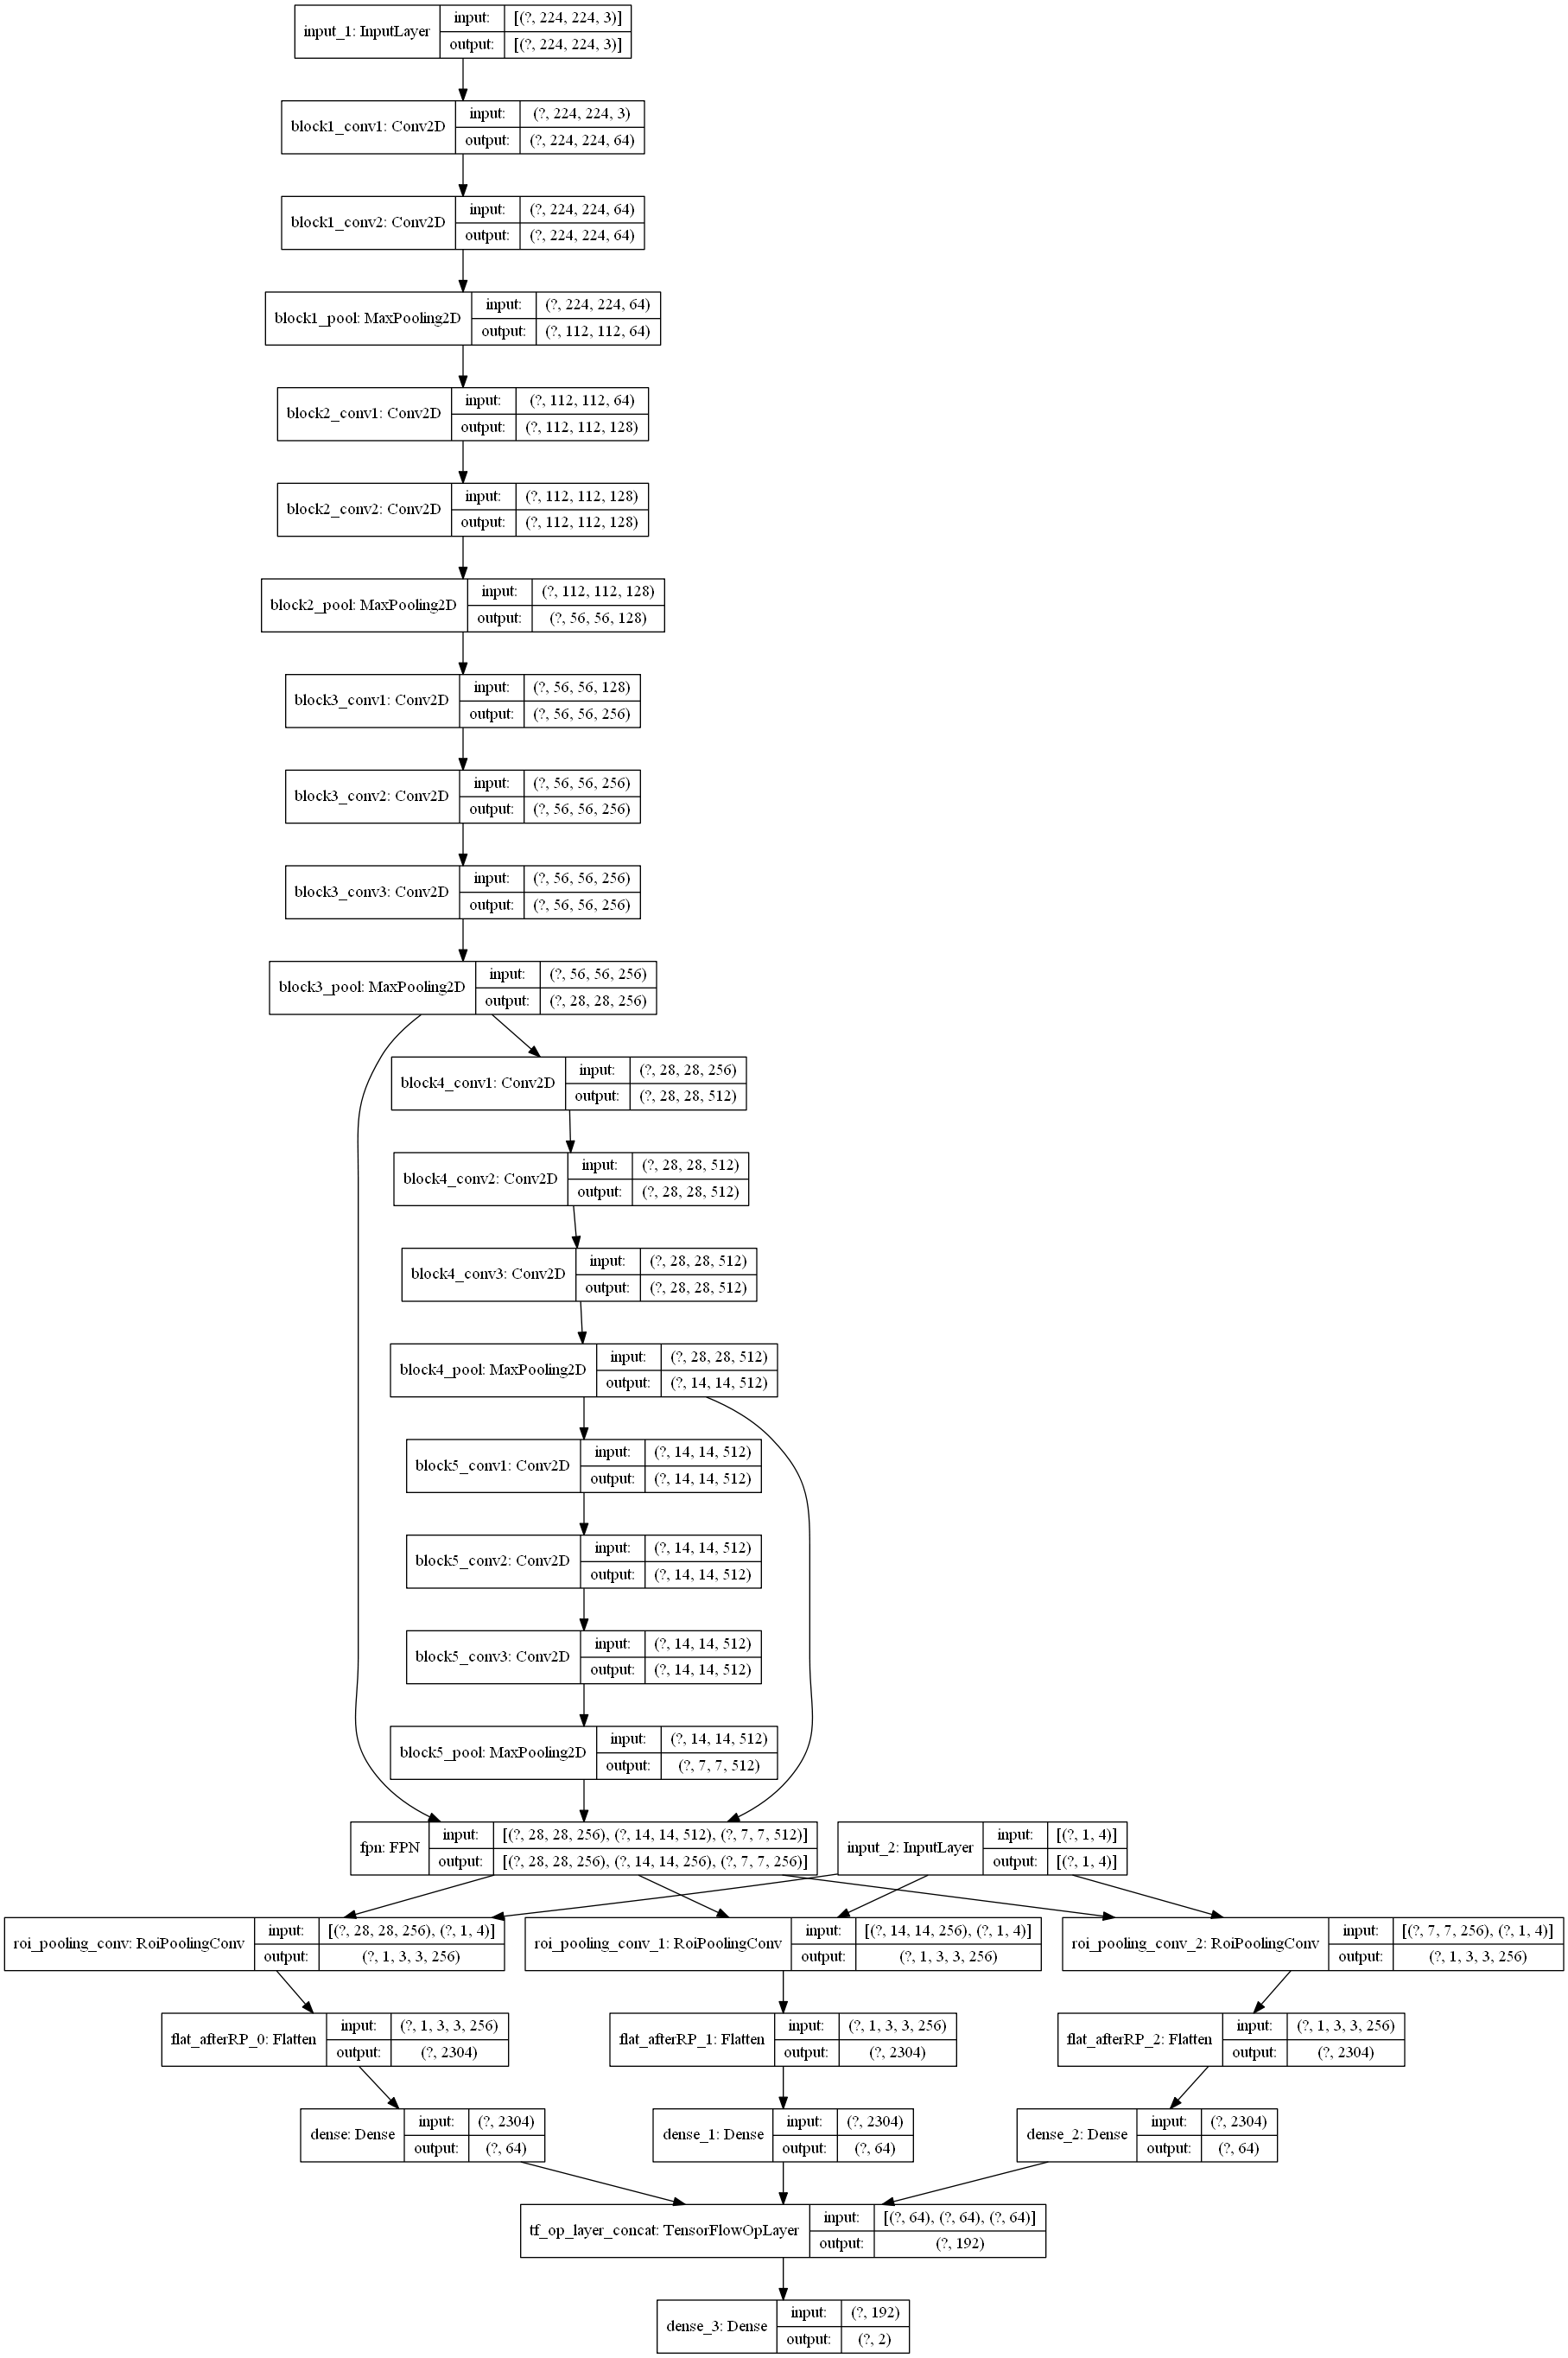 input_1: InputLayer
input:
[(?, 224, 224, 3)]
output:
[(?, 224, 224, 3)]
block1_conv1: Conv2D
input:
(?, 224, 224, 3)
output:
(?, 224, 224, 64)
block1_conv2: Conv2D
input:
(?, 224, 224, 64)
output:
(?, 224, 224, 64)
block1_pool: MaxPooling2D
input:
(?, 224, 224, 64)
output:
(?, 112, 112, 64)
block2_conv1: Conv2D
input:
(?, 112, 112, 64)
output:
(?, 112, 112, 128)
block2_conv2: Conv2D
input:
(?, 112, 112, 128)
output:
(?, 112, 112, 128)
block2_pool: MaxPooling2D
input:
(?, 112, 112, 128)
output:
(?, 56, 56, 128)
block3_conv1: Conv2D
input:
(?, 56, 56, 128)
output:
(?, 56, 56, 256)
block3_conv2: Conv2D
input:
(?, 56, 56, 256)
output:
(?, 56, 56, 256)
block3_conv3: Conv2D
input:
(?, 56, 56, 256)
output:
(?, 56, 56, 256)
block3_pool: MaxPooling2D
input:
(?, 56, 56, 256)
output:
(?, 28, 28, 256)
block4_conv1: Conv2D
input:
(?, 28, 28, 256)
output:
(?, 28, 28, 512)
block4_conv2: Conv2D
input:
(?, 28, 28, 512)
output:
(?, 28, 28, 512)
block4_conv3: Conv2D
input:
(?, 28, 28, 512)
output:
(?, 28, 28, 512)
block4_pool: MaxPooling2D
input:
(?, 28, 28, 512)
output:
(?, 14, 14, 512)
block5_conv1: Conv2D
input:
(?, 14, 14, 512)
output:
(?, 14, 14, 512)
block5_conv2: Conv2D
input:
(?, 14, 14, 512)
output:
(?, 14, 14, 512)
block5_conv3: Conv2D
input:
(?, 14, 14, 512)
output:
(?, 14, 14, 512)
block5_pool: MaxPooling2D
input:
(?, 14, 14, 512)
output:
(?, 7, 7, 512)
fpn: FPN
input:
[(?, 28, 28, 256), (?, 14, 14, 512), (?, 7, 7, 512)]
output:
[(?, 28, 28, 256), (?, 14, 14, 256), (?, 7, 7, 256)]
input_2: InputLayer
input:
[(?, 1, 4)]
output:
[(?, 1, 4)]
roi_pooling_conv: RoiPoolingConv
input:
[(?, 28, 28, 256), (?, 1, 4)]
output:
(?, 1, 3, 3, 256)
roi_pooling_conv_1: RoiPoolingConv
input:
[(?, 14, 14, 256), (?, 1, 4)]
output:
(?, 1, 3, 3, 256)
roi_pooling_conv_2: RoiPoolingConv
input:
[(?, 7, 7, 256), (?, 1, 4)]
output:
(?, 1, 3, 3, 256)
flat_afterRP_0: Flatten
input:
(?, 1, 3, 3, 256)
output:
(?, 2304)
flat_afterRP_1: Flatten
input:
(?, 1, 3, 3, 256)
output:
(?, 2304)
flat_afterRP_2: Flatten
input:
(?, 1, 3, 3, 256)
output:
(?, 2304)
dense: Dense
input:
(?, 2304)
output:
(?, 64)
dense_1: Dense
input:
(?, 2304)
output:
(?, 64)
dense_2: Dense
input:
(?, 2304)
output:
(?, 64)
tf_op_layer_concat: TensorFlowOpLayer
input:
[(?, 64), (?, 64), (?, 64)]
output:
(?, 192)
dense_3: Dense
input:
(?, 192)
output:
(?, 2)